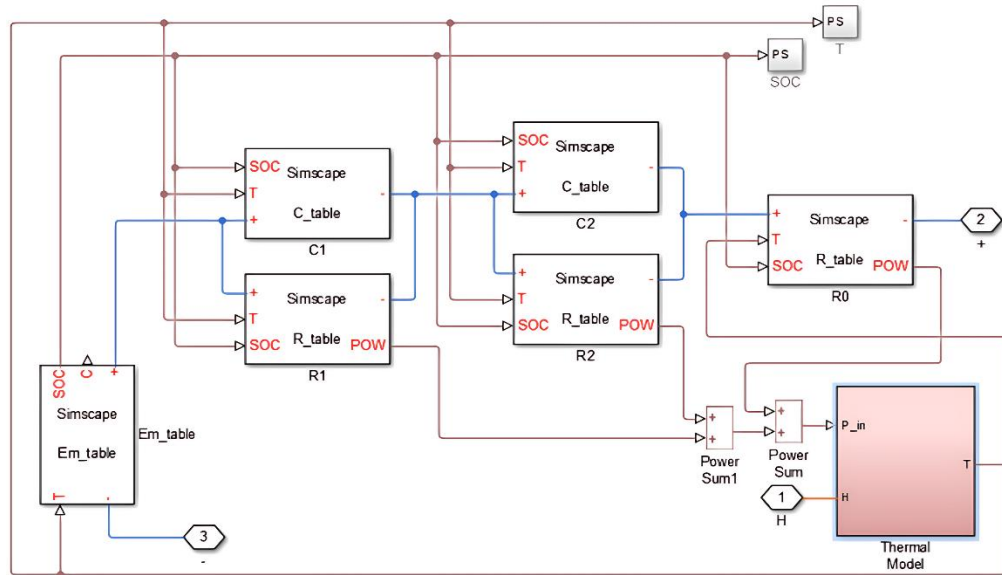 PS
T
PS
SOC
SOC
Simscape
T
-
C_table
+
C1
SOC
Simscape
T
-
C_table
+
C2
+
Simscape
-
T
R_table
SOC
POW
R1
+
Simscape
-
T
R_table
SOC
POW
R2
+
Simscape
-
T
R_table
SOC
POW
R0
2
+
SOC
C
+
Simscape
Em_table
T
-
Em_table
3
-
+
+
Power
Sum1
+
+
Power
Sum
1
H
P_in
T
H
Thermal
Model